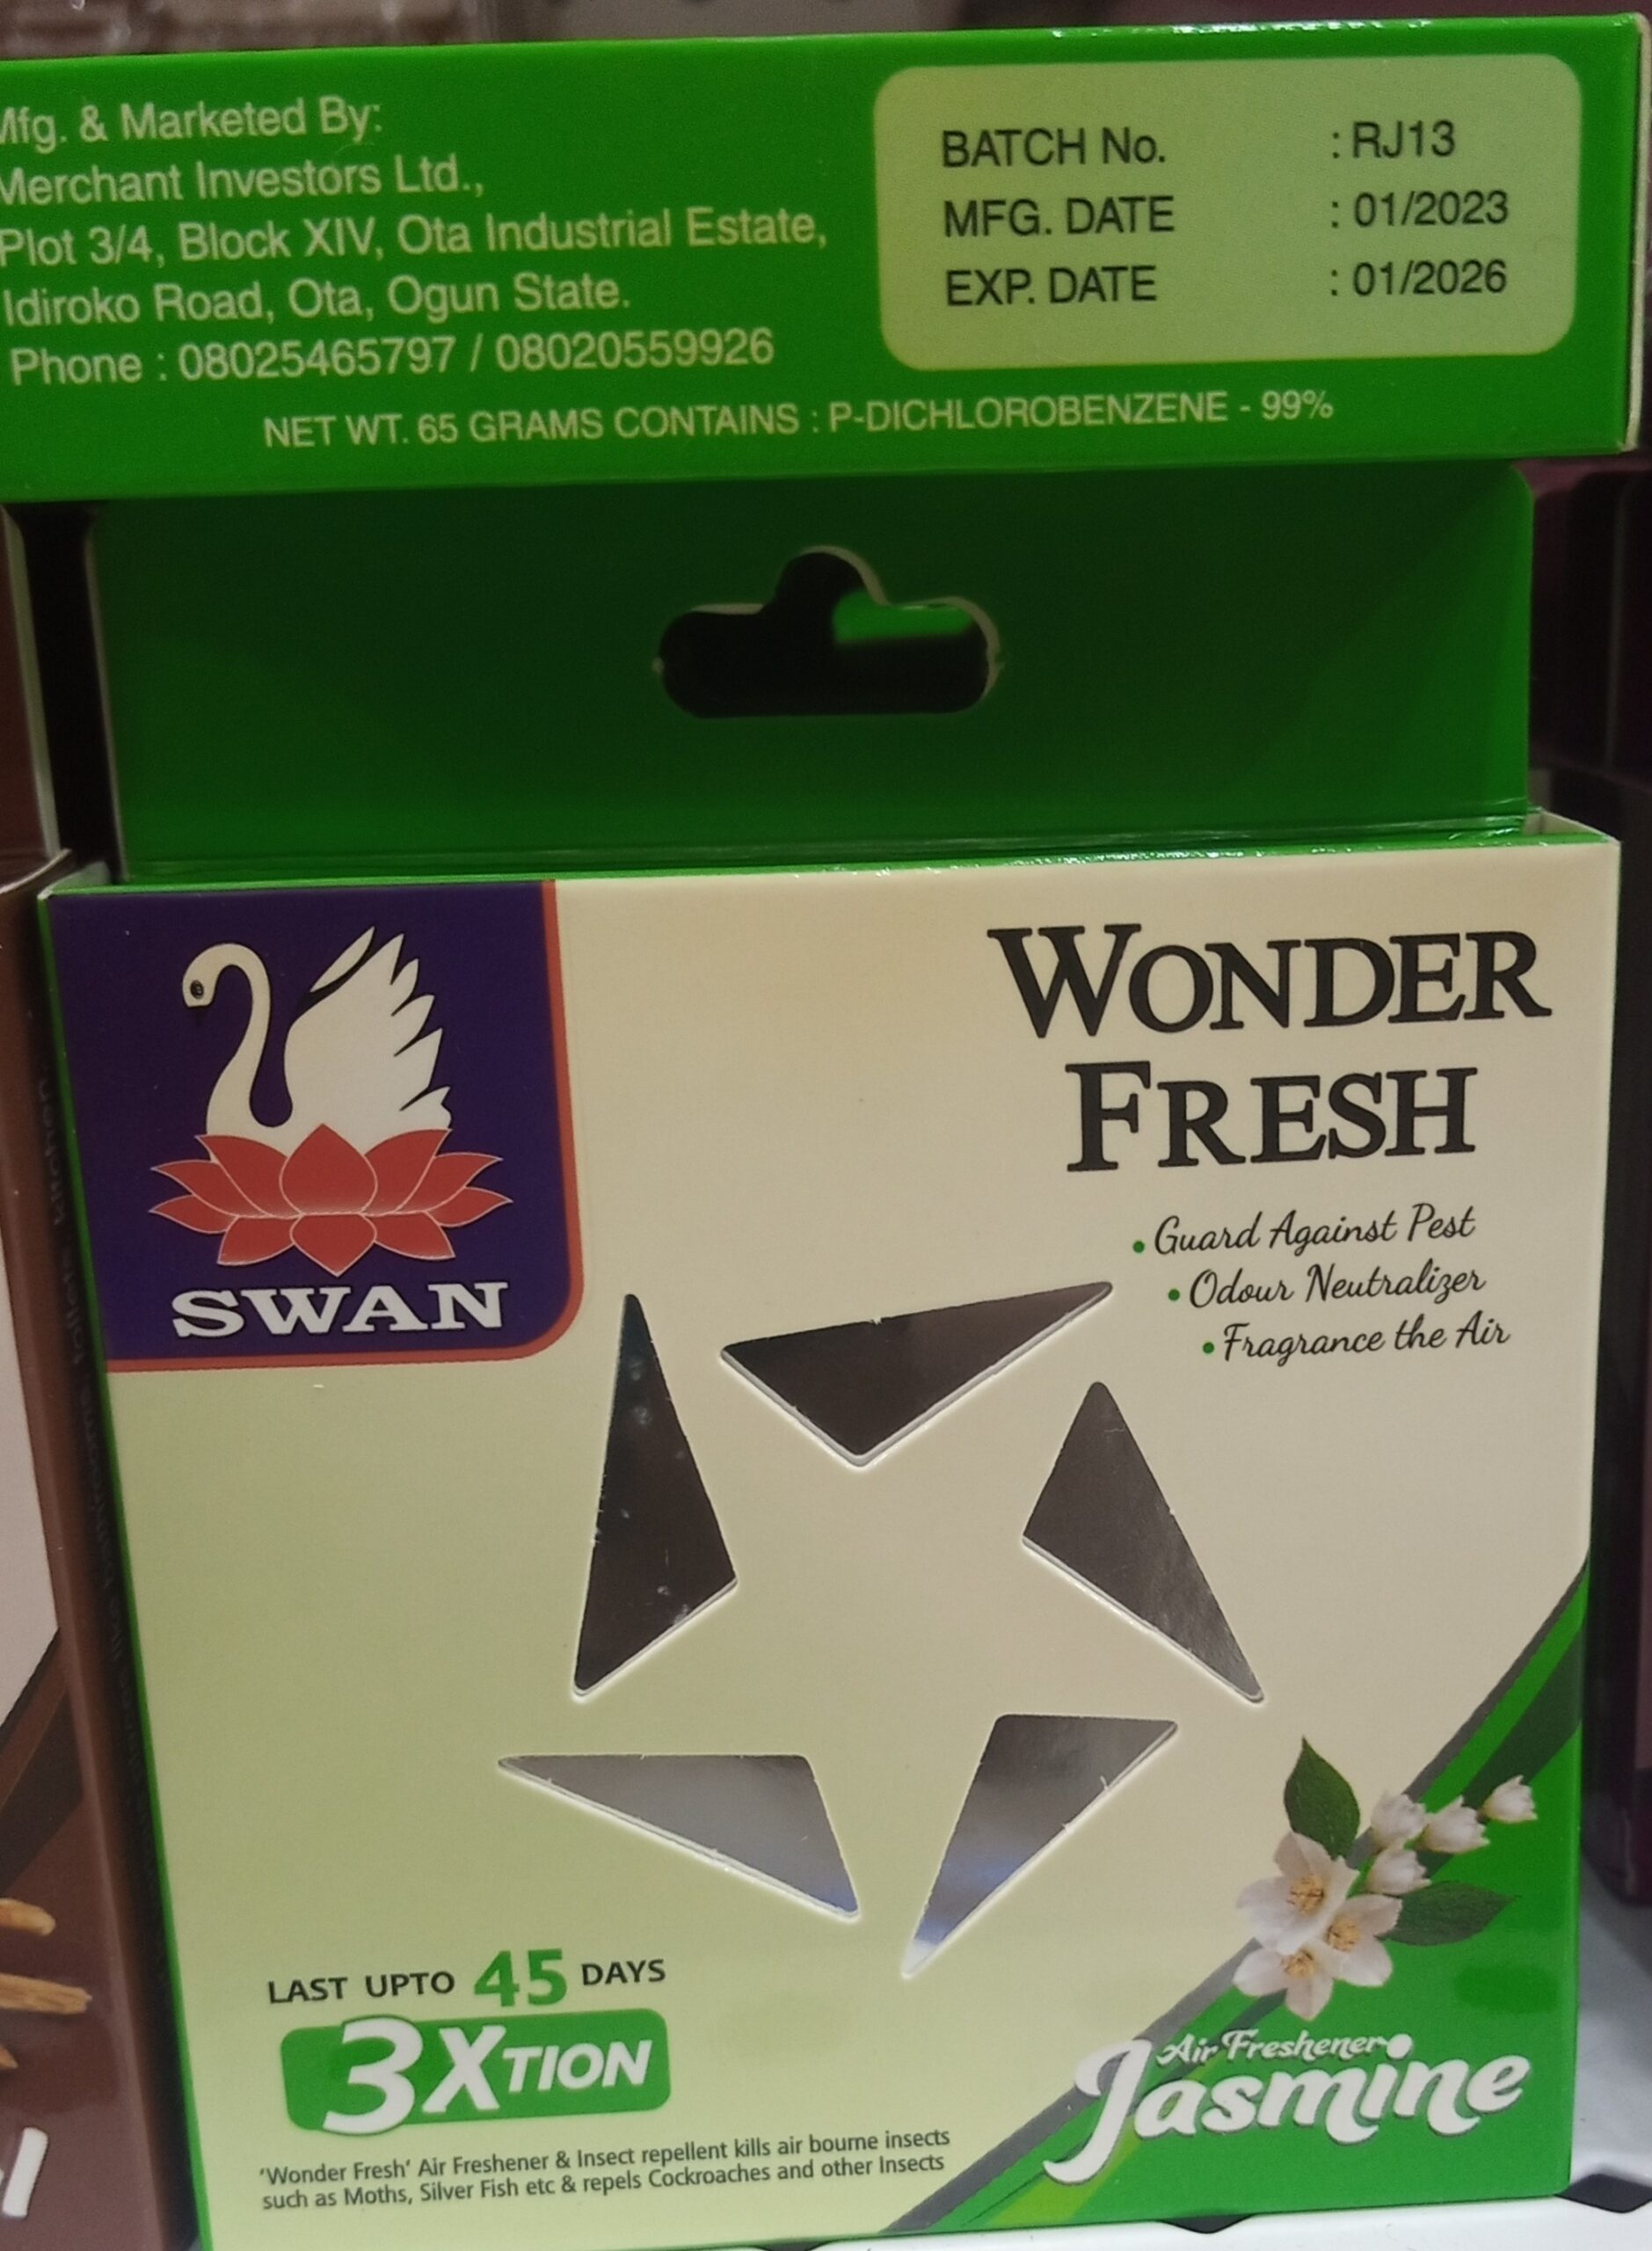 Mfg. & Marketed By:
Merchant Investors Ltd.,
Plot 3/4, Block XIV, Ota Industrial Estate,
Idiroko Road, Ota, Ogun State.
Phone : 08025465797 / 08020559926
BATCH No. : RJ13
MFG. DATE : 01/2023
EXP. DATE : 01/2026
NET WT. 65 GRAMS CONTAINS : P-DICHLOROBENZENE - 99%
SWAN
WONDER
FRESH
• Guard Against Pest
• Odour Neutralizer
• Fragrance the Air
LAST UPTO 45 DAYS
3XTION
'Wonder Fresh' Air Freshener & Insect repellent kills air bourne insects
such as Moths, Silver Fish etc & repels Cockroaches and other Insects
Air Freshener
Jasmine